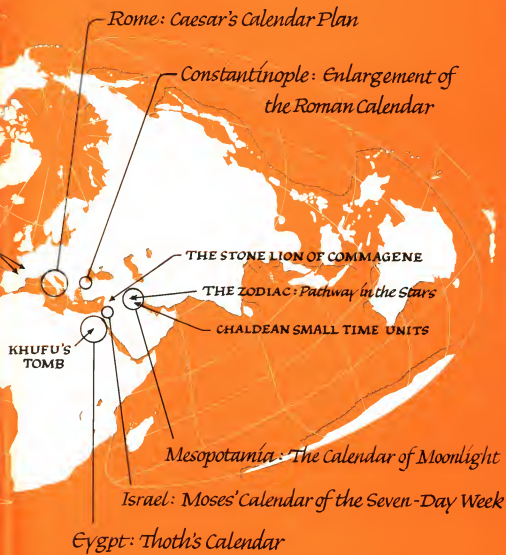 Rome: Caesar's Calendar Plan
Constantinople: Enlargement of
the Roman Calendar
THE STONE LION OF COMMAGENE
THE ZODIAC: Pathway in the Stars
CHALDEAN SMALL TIME UNITS
KHUFU'S
TOMB
Mesopotamia: The Calendar of Moonlight
Israel: Moses' Calendar of the Seven-Day Week
Eygpt: Thoth's Calendar